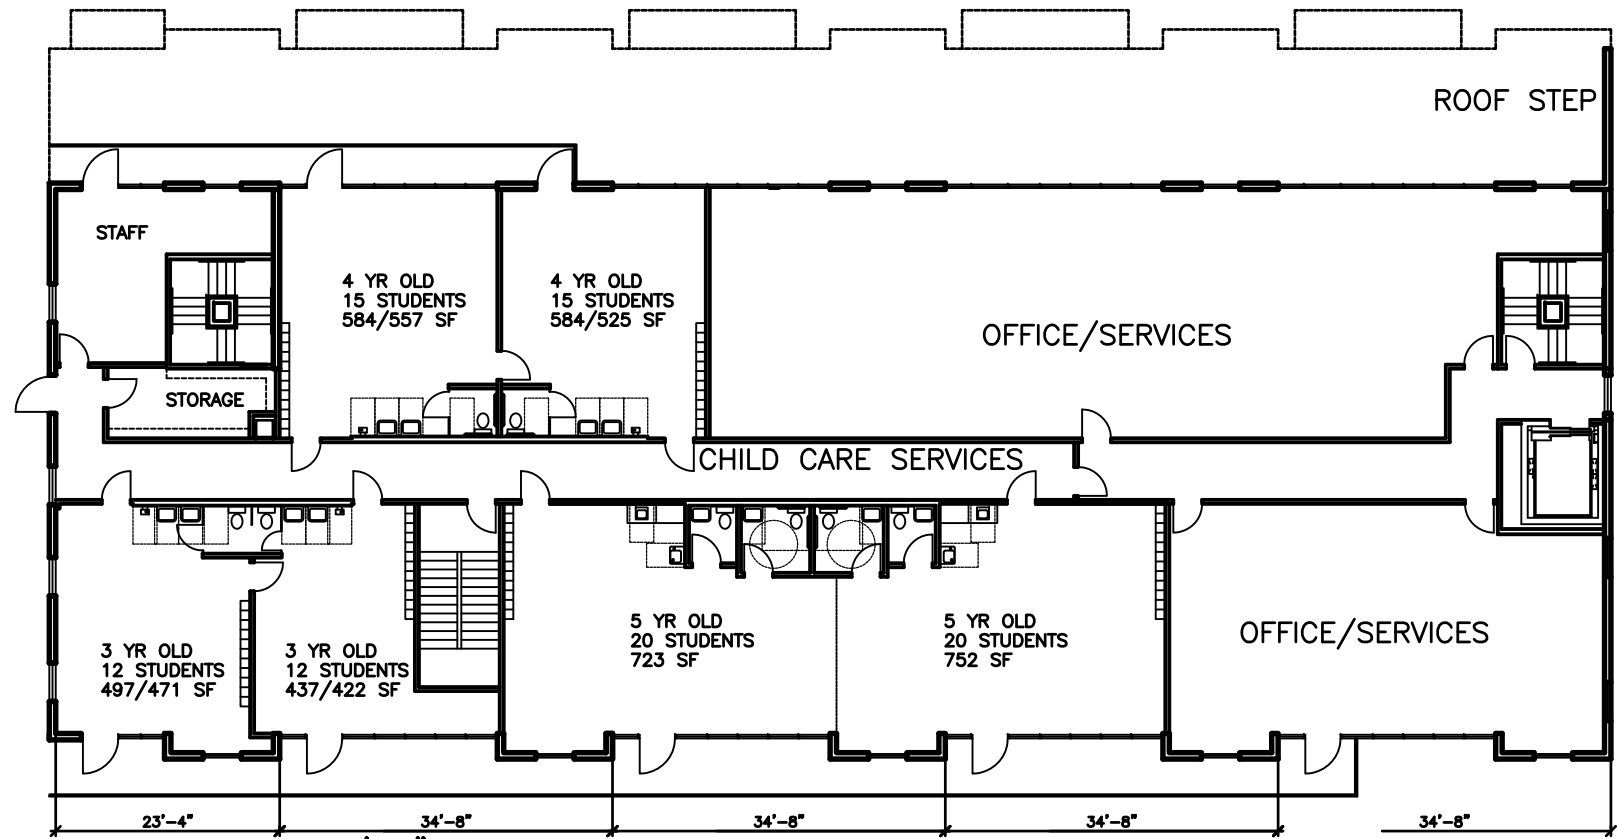 ROOF STEP
STAFF
4 YR OLD
15 STUDENTS
584/557 SF
4 YR OLD
15 STUDENTS
584/525 SF
OFFICE/SERVICES
STORAGE
CHILD CARE SERVICES
3 YR OLD
12 STUDENTS
497/471 SF
3 YR OLD
12 STUDENTS
437/422 SF
5 YR OLD
20 STUDENTS
723 SF
5 YR OLD
20 STUDENTS
752 SF
OFFICE/SERVICES
23'-4"
34'-8"
34'-8"
34'-8"
34'-8"